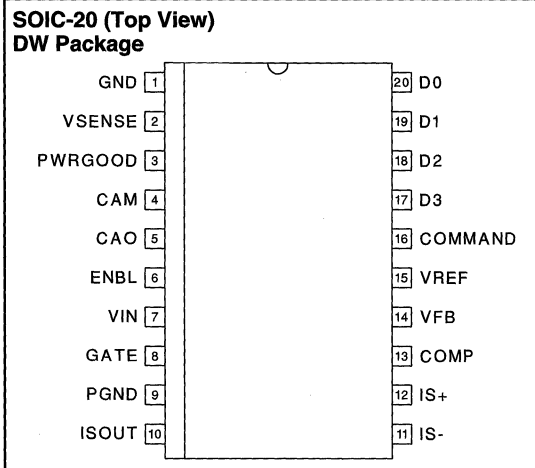 SOIC-20 (Top View)
DW Package
GND 1
VSENSE 2
PWRGOOD 3
CAM 4
CAO 5
ENBL 6
VIN 7
GATE 8
PGND 9
ISOUT 10
20 D0
19 D1
18 D2
17 D3
16 COMMAND
15 VREF
14 VFB
13 COMP
12 IS+
11 IS-